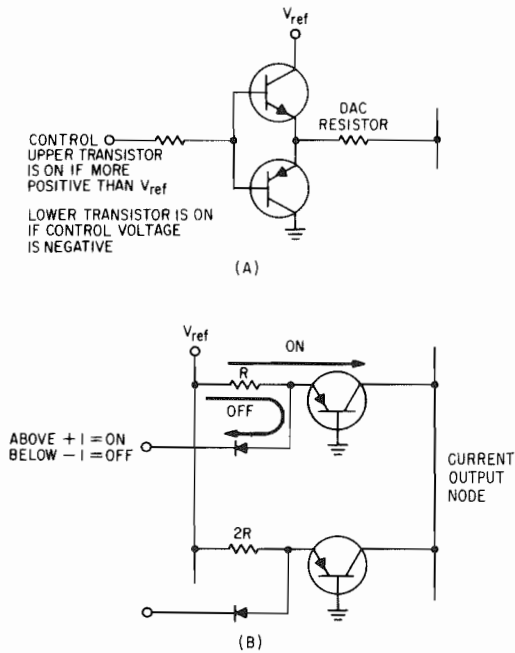 Vref
DAC
RESISTOR
CONTROL
UPPER TRANSISTOR
IS ON IF MORE
POSITIVE THAN Vref
LOWER TRANSISTOR IS ON
IF CONTROL VOLTAGE
IS NEGATIVE
(A)
Vref
ON
R
OFF
ABOVE +1 = ON
BELOW -1 = OFF
CURRENT
OUTPUT
NODE
2R
(B)